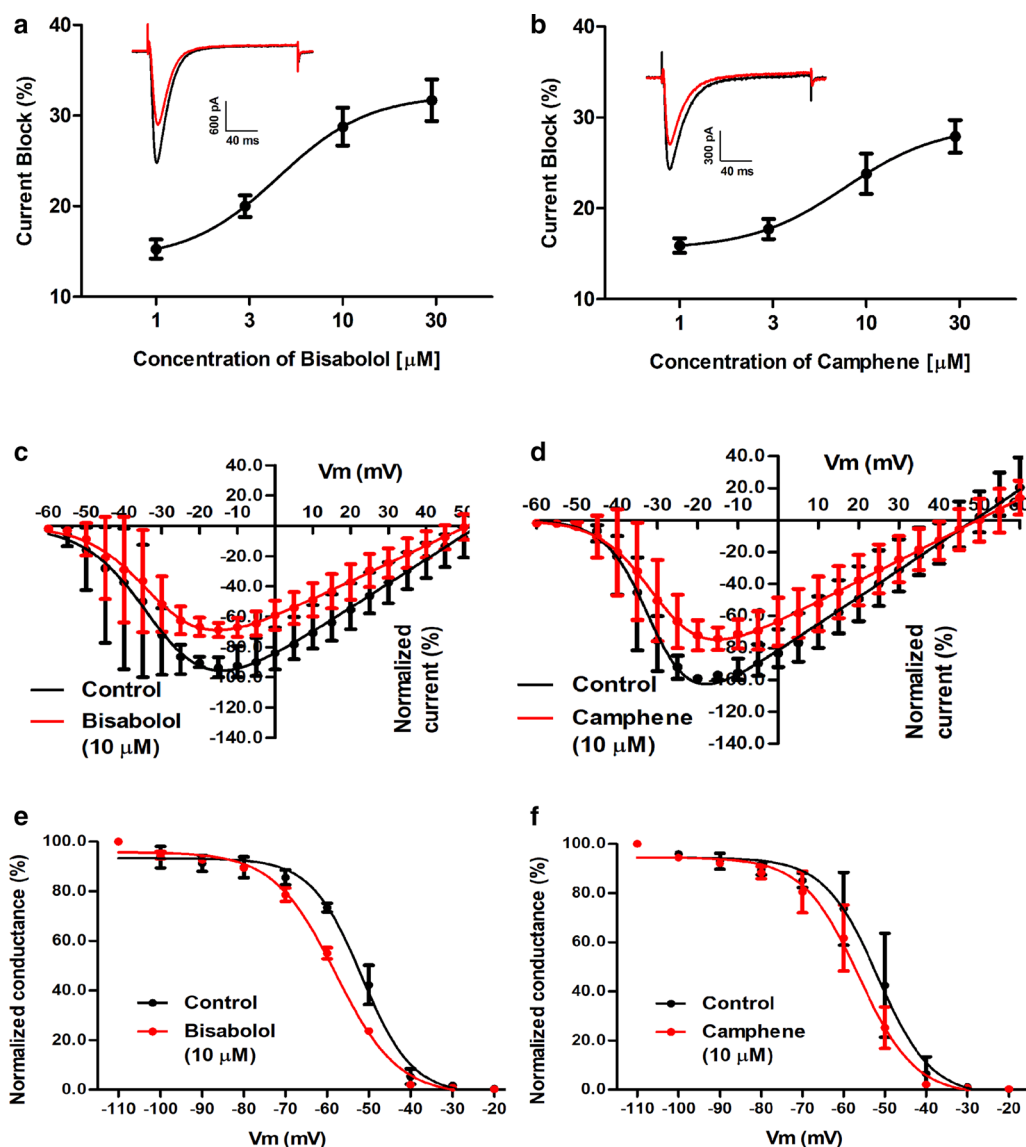 a
40
30
20
10
Current Block (%)
600 pA
40 ms
1 3 10 30
Concentration of Bisabolol [μM]
b
40
30
20
10
Current Block (%)
300 pA
40 ms
1 3 10 30
Concentration of Camphene [μM]
c
Vm (mV)
40.0
20.0
-60 -50 -40 -30 -20 -10 10 20 30 40 50
-20.0
-40.0
-60.0
-80.0
-100.0
-120.0
-140.0
Normalized
current (%)
Control
Bisabolol
(10 μM)
d
Vm (mV)
40.0
20.0
-60 -50 -40 -30 -20 -10 10 20 30 40 50 60
-20.0
-40.0
-60.0
-80.0
-100.0
-120.0
-140.0
Normalized
current (%)
Control
Camphene
(10 μM)
e
100.0
80.0
60.0
40.0
20.0
0.0
Normalized conductance (%)
Control
Bisabolol
(10 μM)
-110 -100 -90 -80 -70 -60 -50 -40 -30 -20
Vm (mV)
f
100.0
80.0
60.0
40.0
20.0
0.0
Normalized conductance (%)
Control
Camphene
(10 μM)
-110 -100 -90 -80 -70 -60 -50 -40 -30 -20
Vm (mV)